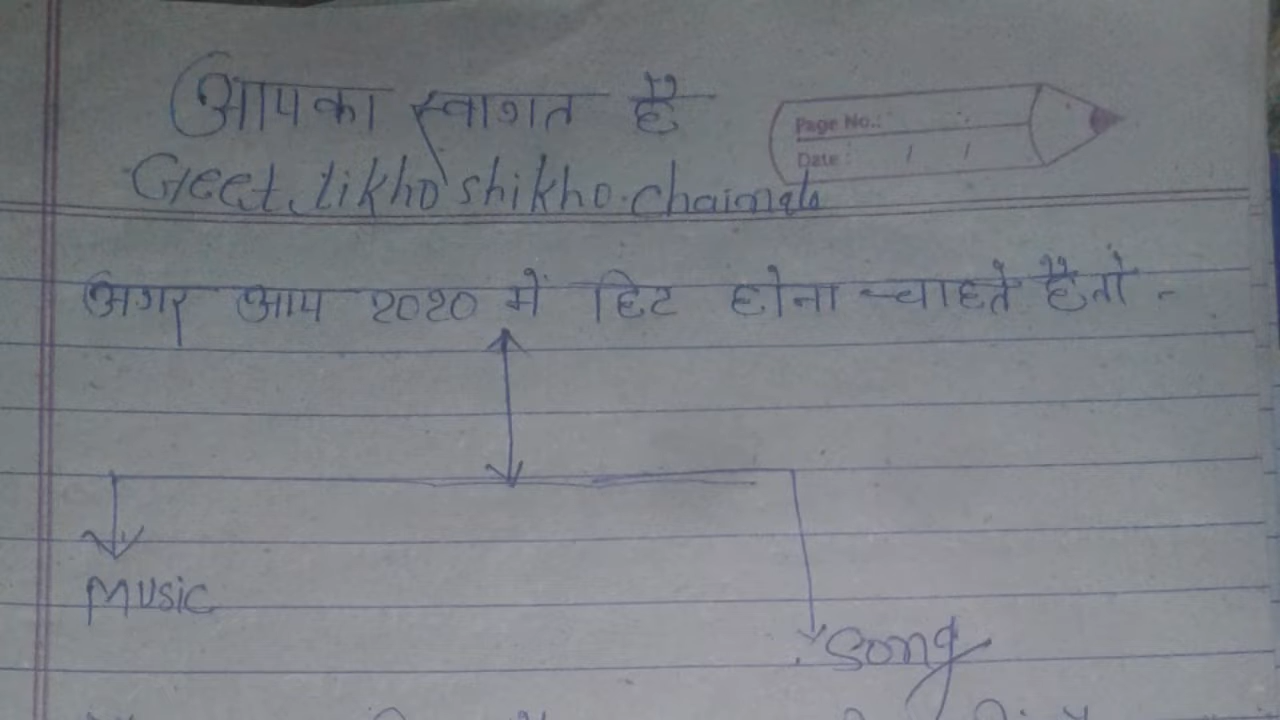 आपका स्वागत है
Page No.:
Date: / /
Geet likho shikho.
अगर आप 2020 में हिट होना चाहते हैं तो -
Music
Song